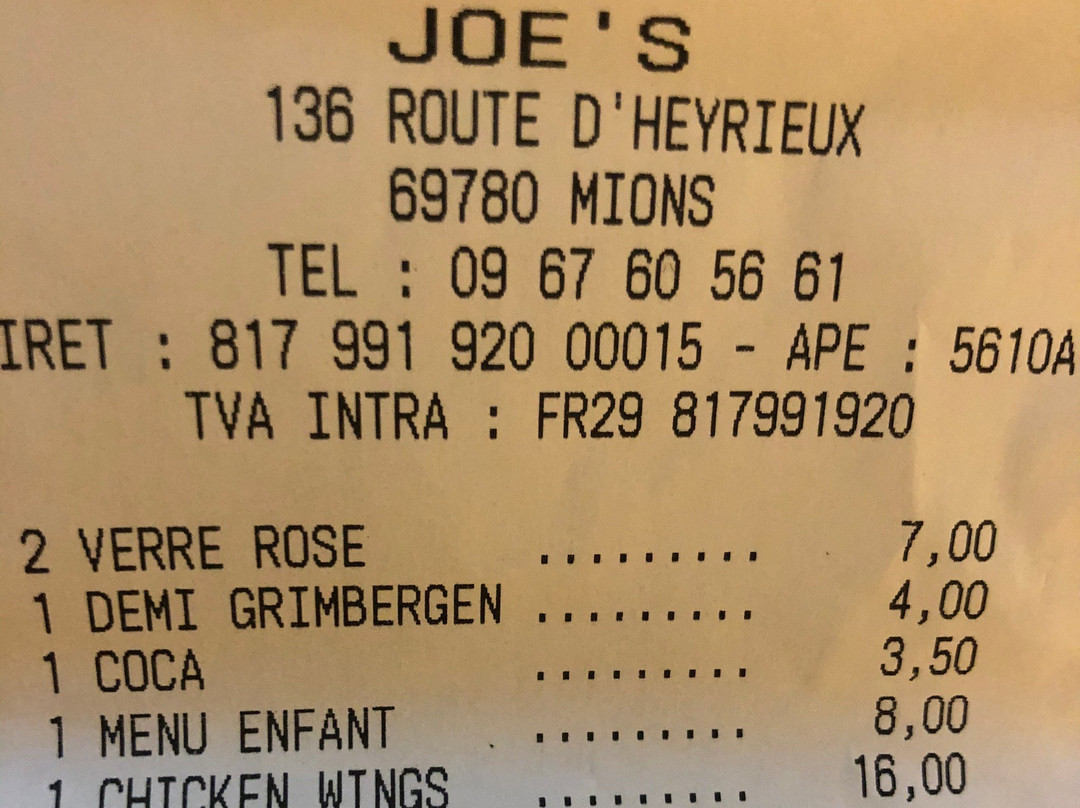 JOE'S
136 ROUTE D'HEYRIEUX
69780 MIONS
TEL : 09 67 60 56 61
IRET : 817 991 920 00015 - APE : 5610A
TVA INTRA : FR29 817991920
2 VERRE ROSE ......... 7,00
1 DEMI GRIMBERGEN ......... 4,00
1 COCA ......... 3,50
1 MENU ENFANT ......... 8,00
1 CHICKEN WINGS ......... 16,00